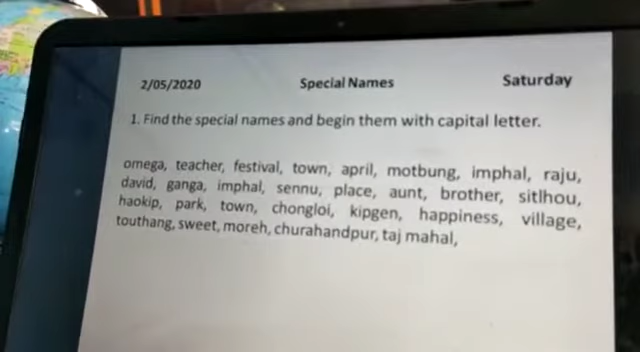 2/05/2020 Special Names Saturday
1. Find the special names and begin them with capital letter.
omega, teacher, festival, town, april, motbung, imphal, raju,
david, ganga, imphal, sennu, place, aunt, brother, sitlhou,
haokip, park, town, chongloi, kipgen, happiness, village,
touthang, sweet, moreh, churahandpur, taj mahal,